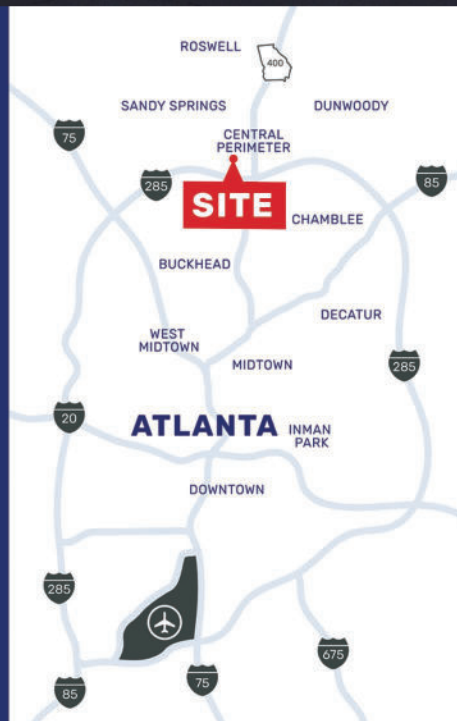 ROSWELL
400
SANDY SPRINGS
DUNWOODY
75
CENTRAL
PERIMETER
285
85
SITE
CHAMBLEE
BUCKHEAD
DECATUR
WEST
MIDTOWN
MIDTOWN
285
20
ATLANTA
INMAN
PARK
DOWNTOWN
285
675
85
75